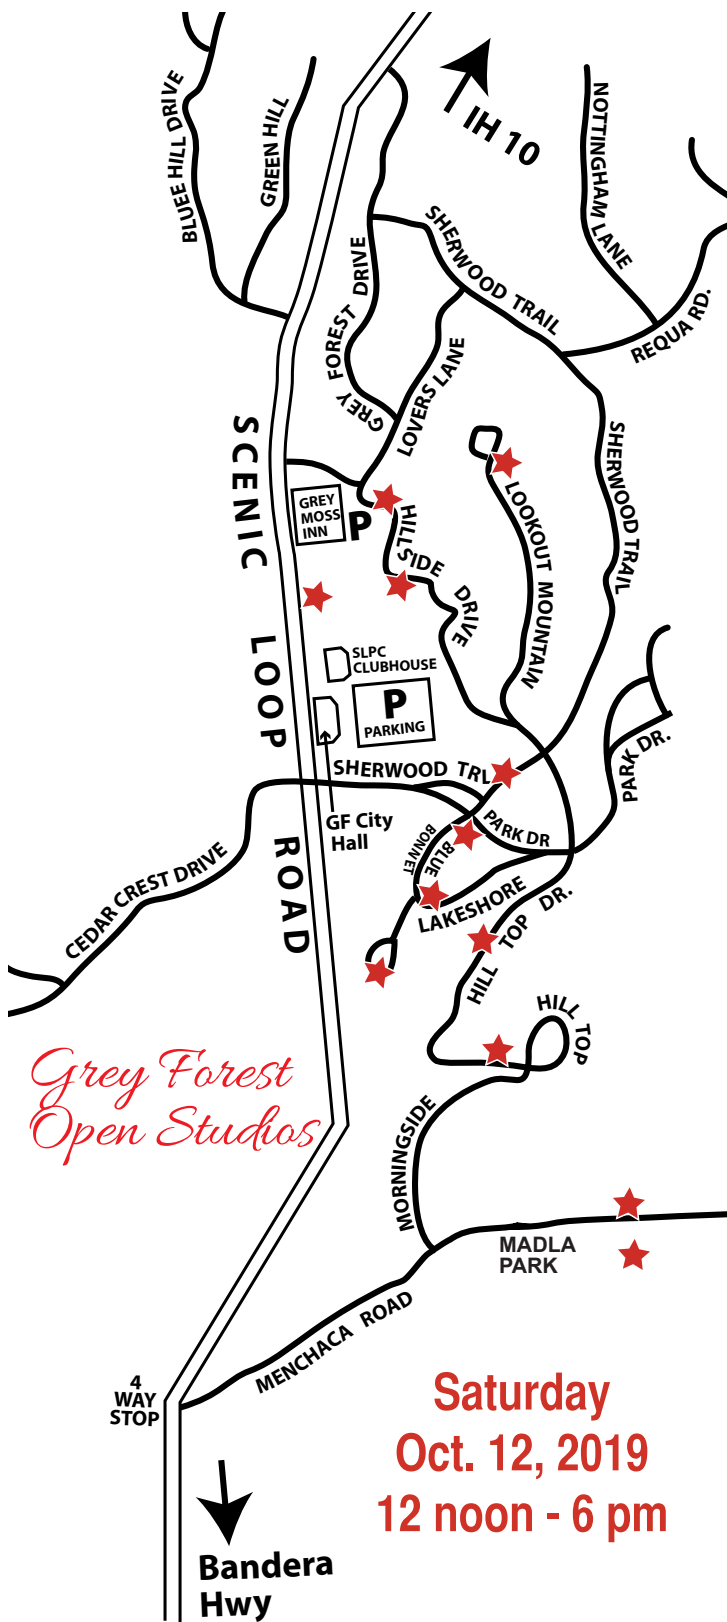 IH 10
BLUEE HILL DRIVE
GREEN HILL
NOTTINGHAM LANE
SHERWOOD TRAIL
REQUA RD.
GREY FOREST DRIVE
LOVERS LANE
SHERWOOD TRAIL
SCENIC LOOP ROAD
GREY
MOSS
INN
P
HILLSIDE DRIVE
LOOKOUT MOUNTAIN
SLPC
CLUBHOUSE
P
PARKING
PARK DR.
SHERWOOD TRL
GF City
Hall
PARK DR
BLUE
BONNET
CEDAR CREST DRIVE
LAKESHORE
HILL TOP DR.
HILL TOP
Grey Forest
Open Studios
MORNINGSIDE
MADLA
PARK
MENCHACA ROAD
4
WAY
STOP
Saturday
Oct. 12, 2019
12 noon - 6 pm
Bandera
Hwy